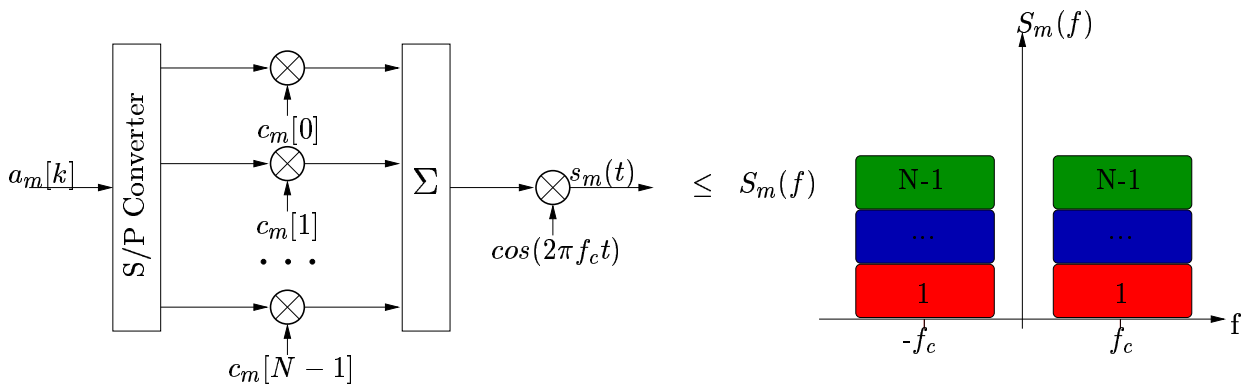 S/P Converter
a_m[k]
c_m[0]
c_m[1]
. . .
c_m[N − 1]
Σ
s_m(t)
cos(2πf_ct)
≤ S_m(f)
S_m(f)
N-1
N-1
...
...
1
1
-f_c
f_c
f